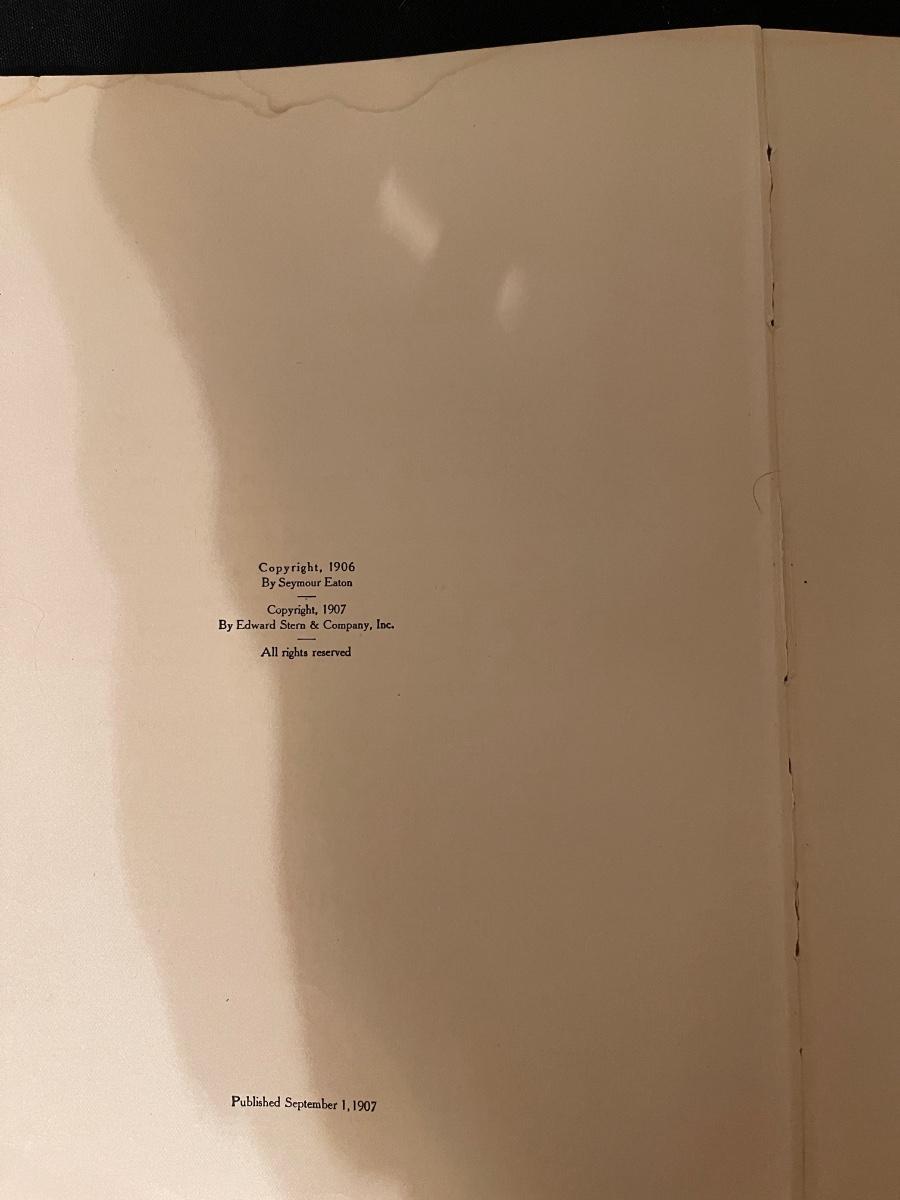 Copyright, 1906
By Seymour Eaton
Copyright, 1907
By Edward Stern & Company, Inc.
All rights reserved
Published September 1, 1907